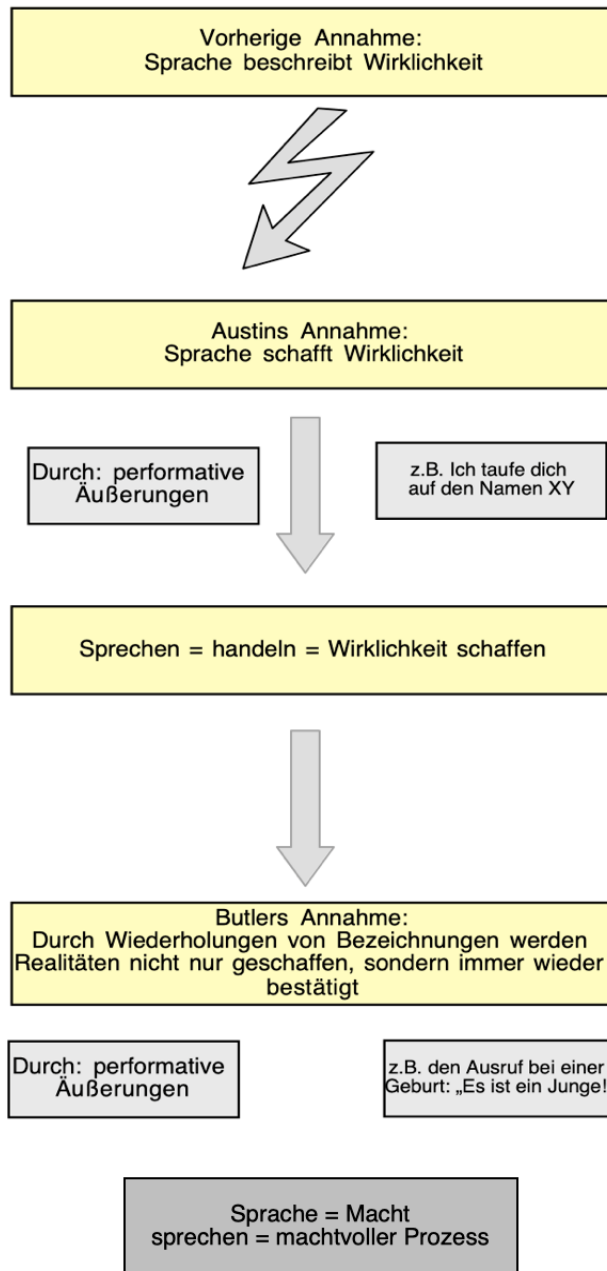 Vorherige Annahme:
Sprache beschreibt Wirklichkeit
Austins Annahme:
Sprache schafft Wirklichkeit
Durch: performative
Äußerungen
z.B. Ich taufe dich
auf den Namen XY
Sprechen = handeln = Wirklichkeit schaffen
Butlers Annahme:
Durch Wiederholungen von Bezeichnungen werden
Realitäten nicht nur geschaffen, sondern immer wieder
bestätigt
Durch: performative
Äußerungen
z.B. den Ausruf bei einer
Geburt: „Es ist ein Junge!
Sprache = Macht
sprechen = machtvoller Prozess